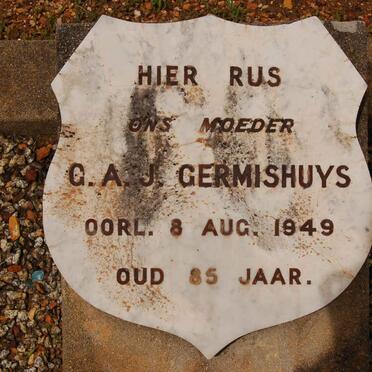 HIER RUS
ONS MOEDER
G. A. J. GERMISHUYS
OORL. 8 AUG. 1949
OUD 85 JAAR.